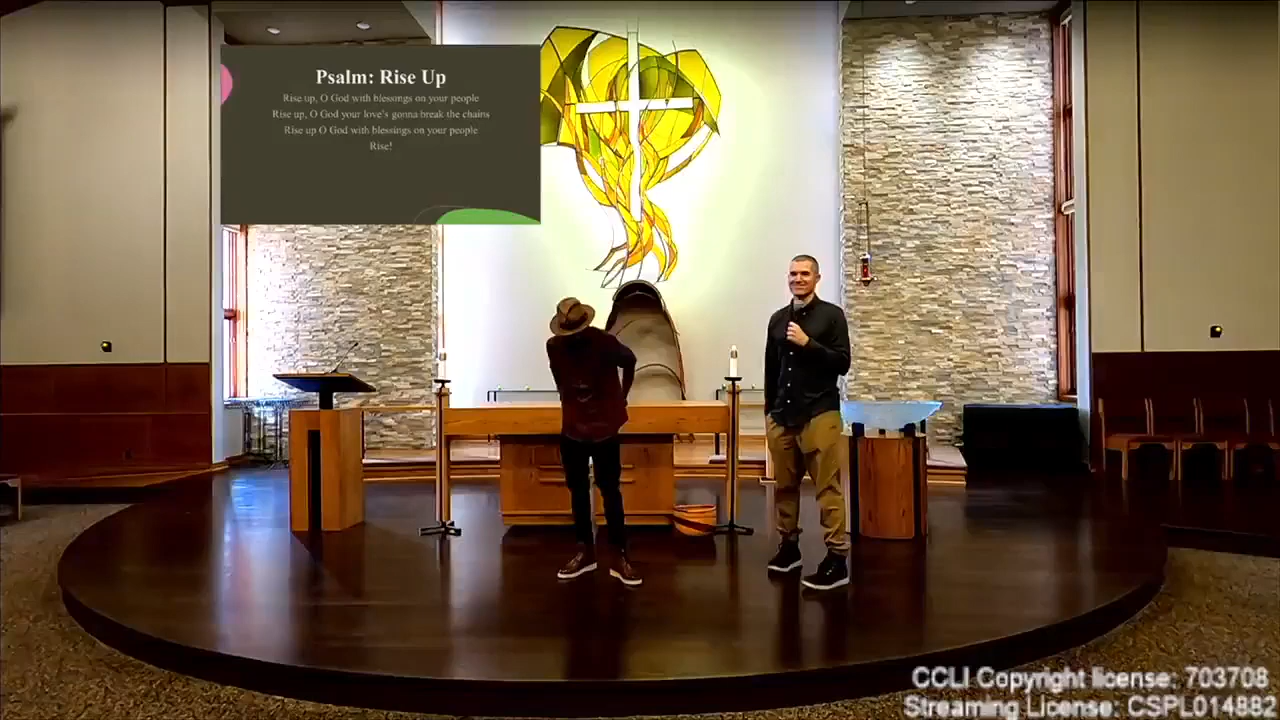 Psalm: Rise Up
Rise up, O God with blessings on your people
Rise up, O God your love's gonna break the chains
Rise up O God with blessings on your people
Rise!
CCLI Copyright license: 703708
Streaming License: CSPL014882